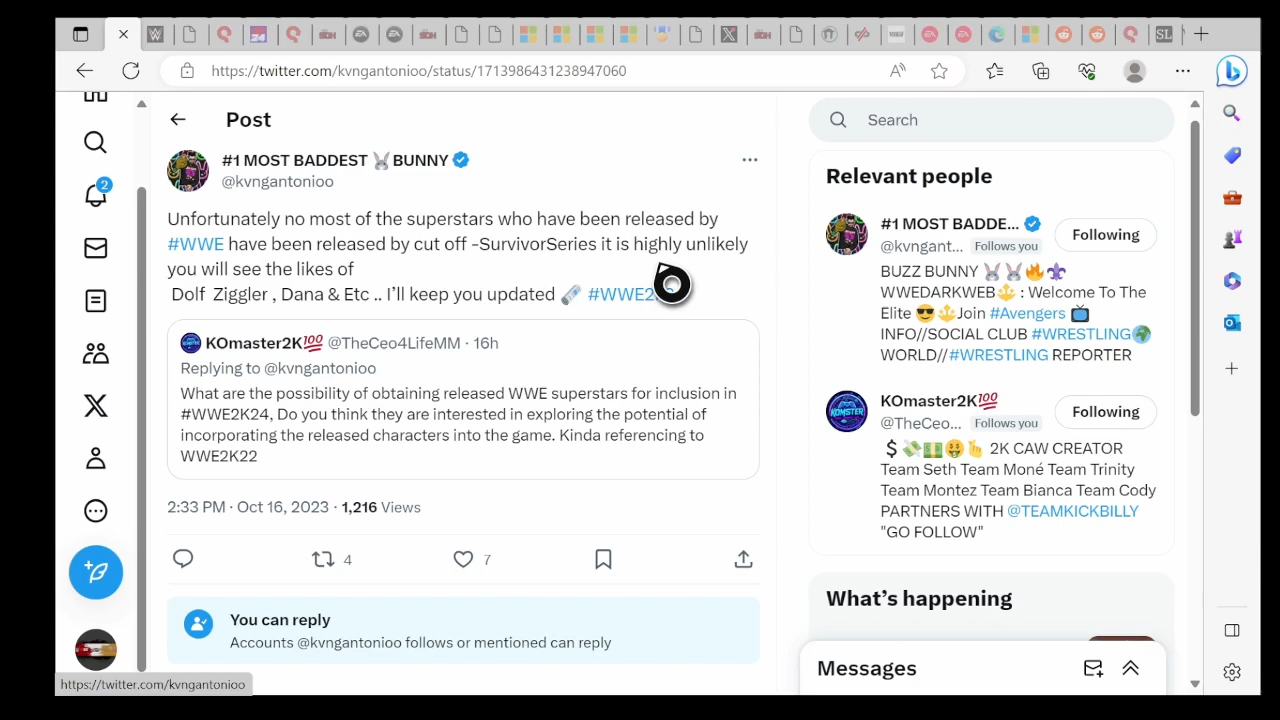 https://twitter.com/kvngantonioo/status/1713986431238947060
Post
#1 MOST BADDEST 🐰BUNNY
@kvngantonioo
Unfortunately no most of the superstars who have been released by
#WWE have been released by cut off -SurvivorSeries it is highly unlikely
you will see the likes of
Dolf Ziggler , Dana & Etc .. I'll keep you updated 🗞️ #WWE2
KOmaster2K💯 @TheCeo4LifeMM · 16h
Replying to @kvngantonioo
What are the possibility of obtaining released WWE superstars for inclusion in
#WWE2K24, Do you think they are interested in exploring the potential of
incorporating the released characters into the game. Kinda referencing to
WWE2K22
2:33 PM · Oct 16, 2023 · 1,216 Views
4
7
You can reply
Accounts @kvngantonioo follows or mentioned can reply
2
https://twitter.com/kvngantonioo
Search
Relevant people
#1 MOST BADDE...
@kvngant... Follows you
Following
BUZZ BUNNY 🐰🐰🔥⚜️
WWEDARKWEB🔱 : Welcome To The
Elite 😎🔱Join #Avengers 📺
INFO//SOCIAL CLUB #WRESTLING🌍
WORLD//#WRESTLING REPORTER
KOmaster2K💯
@TheCeo... Follows you
Following
$💸💵🤑👆 2K CAW CREATOR
Team Seth Team Moné Team Trinity
Team Montez Team Bianca Team Cody
PARTNERS WITH @TEAMKICKBILLY
"GO FOLLOW"
What's happening
Messages